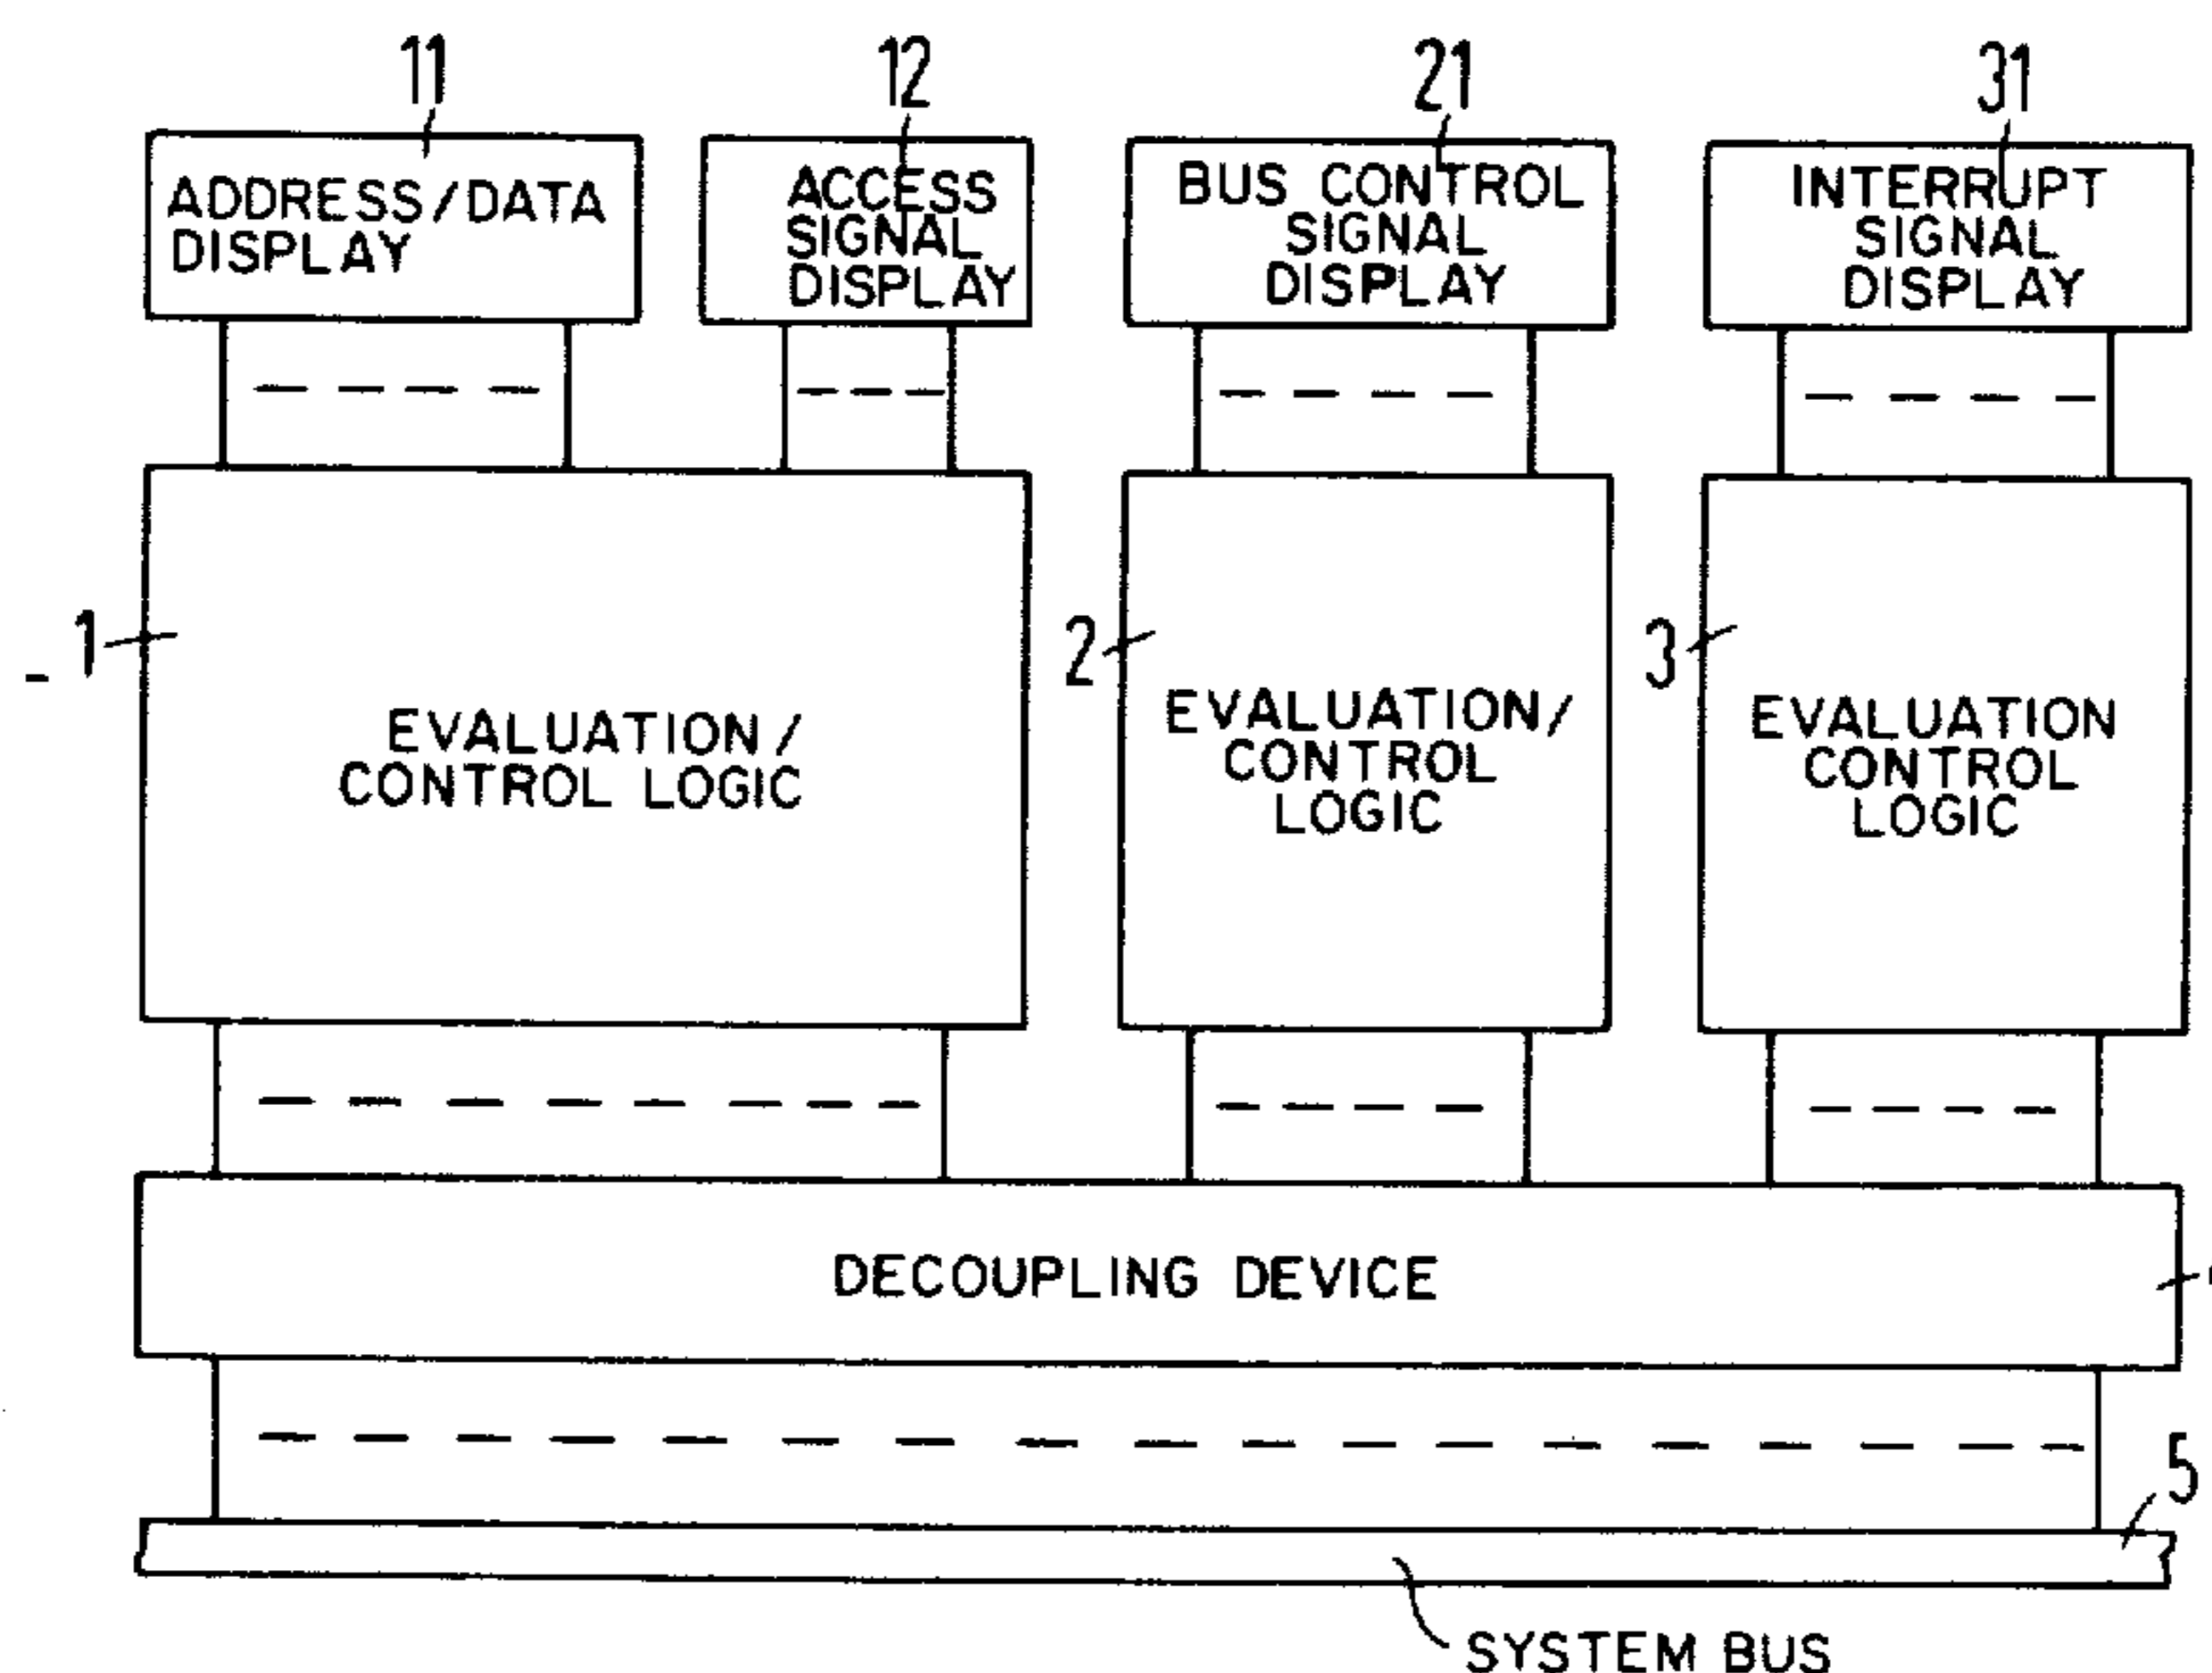 11
12
21
31
ADDRESS/DATA
DISPLAY
ACCESS
SIGNAL
DISPLAY
BUS CONTROL
SIGNAL
DISPLAY
INTERRUPT
SIGNAL
DISPLAY
1
2
3
EVALUATION/
CONTROL LOGIC
EVALUATION/
CONTROL
LOGIC
EVALUATION
CONTROL
LOGIC
DECOUPLING DEVICE
5
SYSTEM BUS